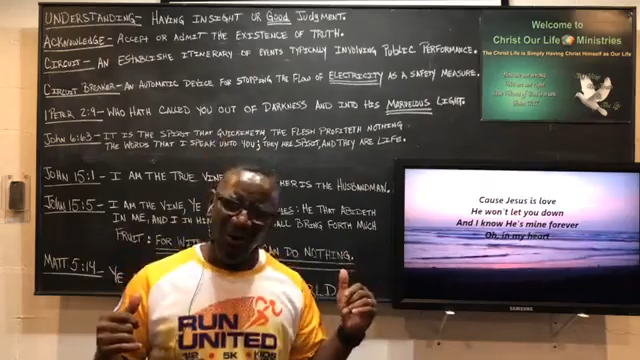 Understanding- Having insight or Good Judgment.
Acknowledge- Accept or admit the existence of truth.
Circuit- An establishe itinerary of events typically involving Public Performance.
Circuit Breaker- An automatic device for stopping the flow of electricity as a safety measure.
1 Peter 2:9- Who hath called you out of darkness and into his marvelous light.
John 6:63- It is the Spirit that quickeneth the flesh profiteth nothing
the words that I speak unto you; they are Spirit, and they are life.
John 15:1- I am the true vine
her is the husbandman.
John 15:5- I am the vine, ye
: He that abideth
in me, and I in hi
ll bring forth much
fruit: for wit
an do nothing.
Matt. 5:14- Ye
ld
Welcome to
Christ Our Life Ministries
The Christ Life is Simply Having Christ Himself as Our Life
Cause Jesus is love
He won't let you down
And I know He's mine forever
Oh, in my heart
SAMSUNG
RUN
UNITED
5K